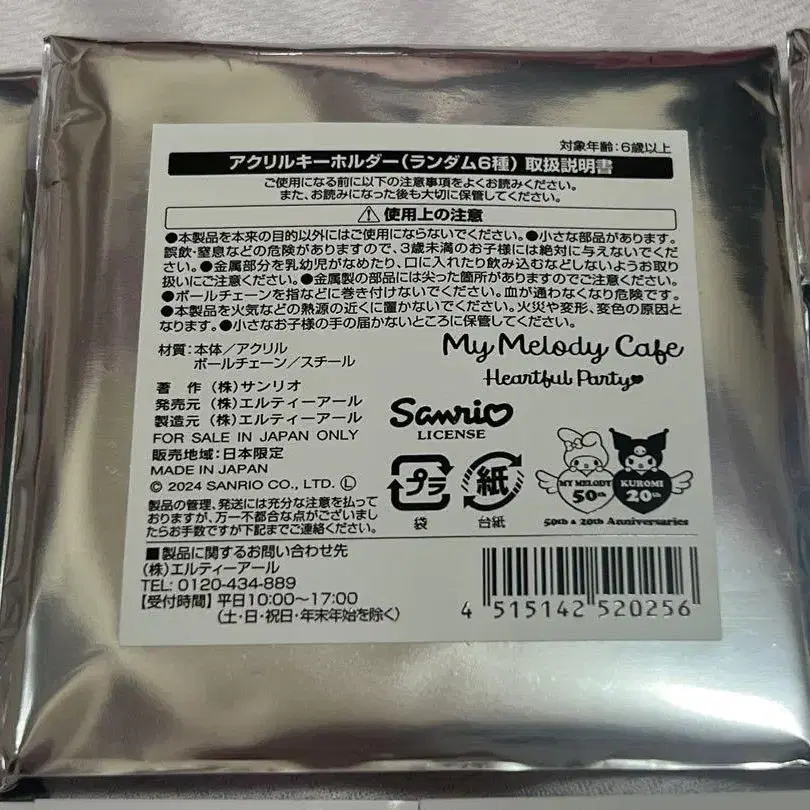 対象年齢:6歳以上
アクリルキーホルダー(ランダム6種) 取扱説明書
ご使用になる前に以下の注意事項をよくお読みください。
また、お読みになった後も大切に保管してください。
使用上の注意
●本製品を本来の目的以外にはご使用にならないでください。●小さな部品があります。
誤飲・窒息などの危険がありますので、3歳未満のお子様には絶対に与えないでくだ
さい。●金属部分を乳幼児がなめたり、口に入れたり飲み込むなどしないようお取り
扱いにご注意ください。●金属製の部品には尖った箇所がありますのでご注意ください。
●ボールチェーンを指などに巻き付けないでください。血が通わなくなり危険です。
●本製品を火気などの熱源の近くに置かないでください。火災や変形、変色の原因と
なります。●小さなお子様の手の届かないところに保管してください。
材質:本体/アクリル
ボールチェーン/スチール
My Melody Cafe
Heartful Party
著 作 (株)サンリオ
発売元 (株)エルティーアール
製造元 (株)エルティーアール
FOR SALE IN JAPAN ONLY
販売地域:日本限定
MADE IN JAPAN
© 2024 SANRIO CO., LTD. Ⓛ
Sanrio
LICENSE
プラ
袋
紙
台紙
MY MELODY
50th
KUROMI
20th
50th & 20th Anniversaries
製品の管理、発送には充分な注意を払って
おりますが、万一不都合な点がございまし
たらお手数ですが下記までご連絡ください。
■製品に関するお問い合わせ先
(株)エルティーアール
TEL: 0120-434-889
【受付時間】平日10:00~17:00
(土・日・祝日・年末年始を除く)
4 515142 520256